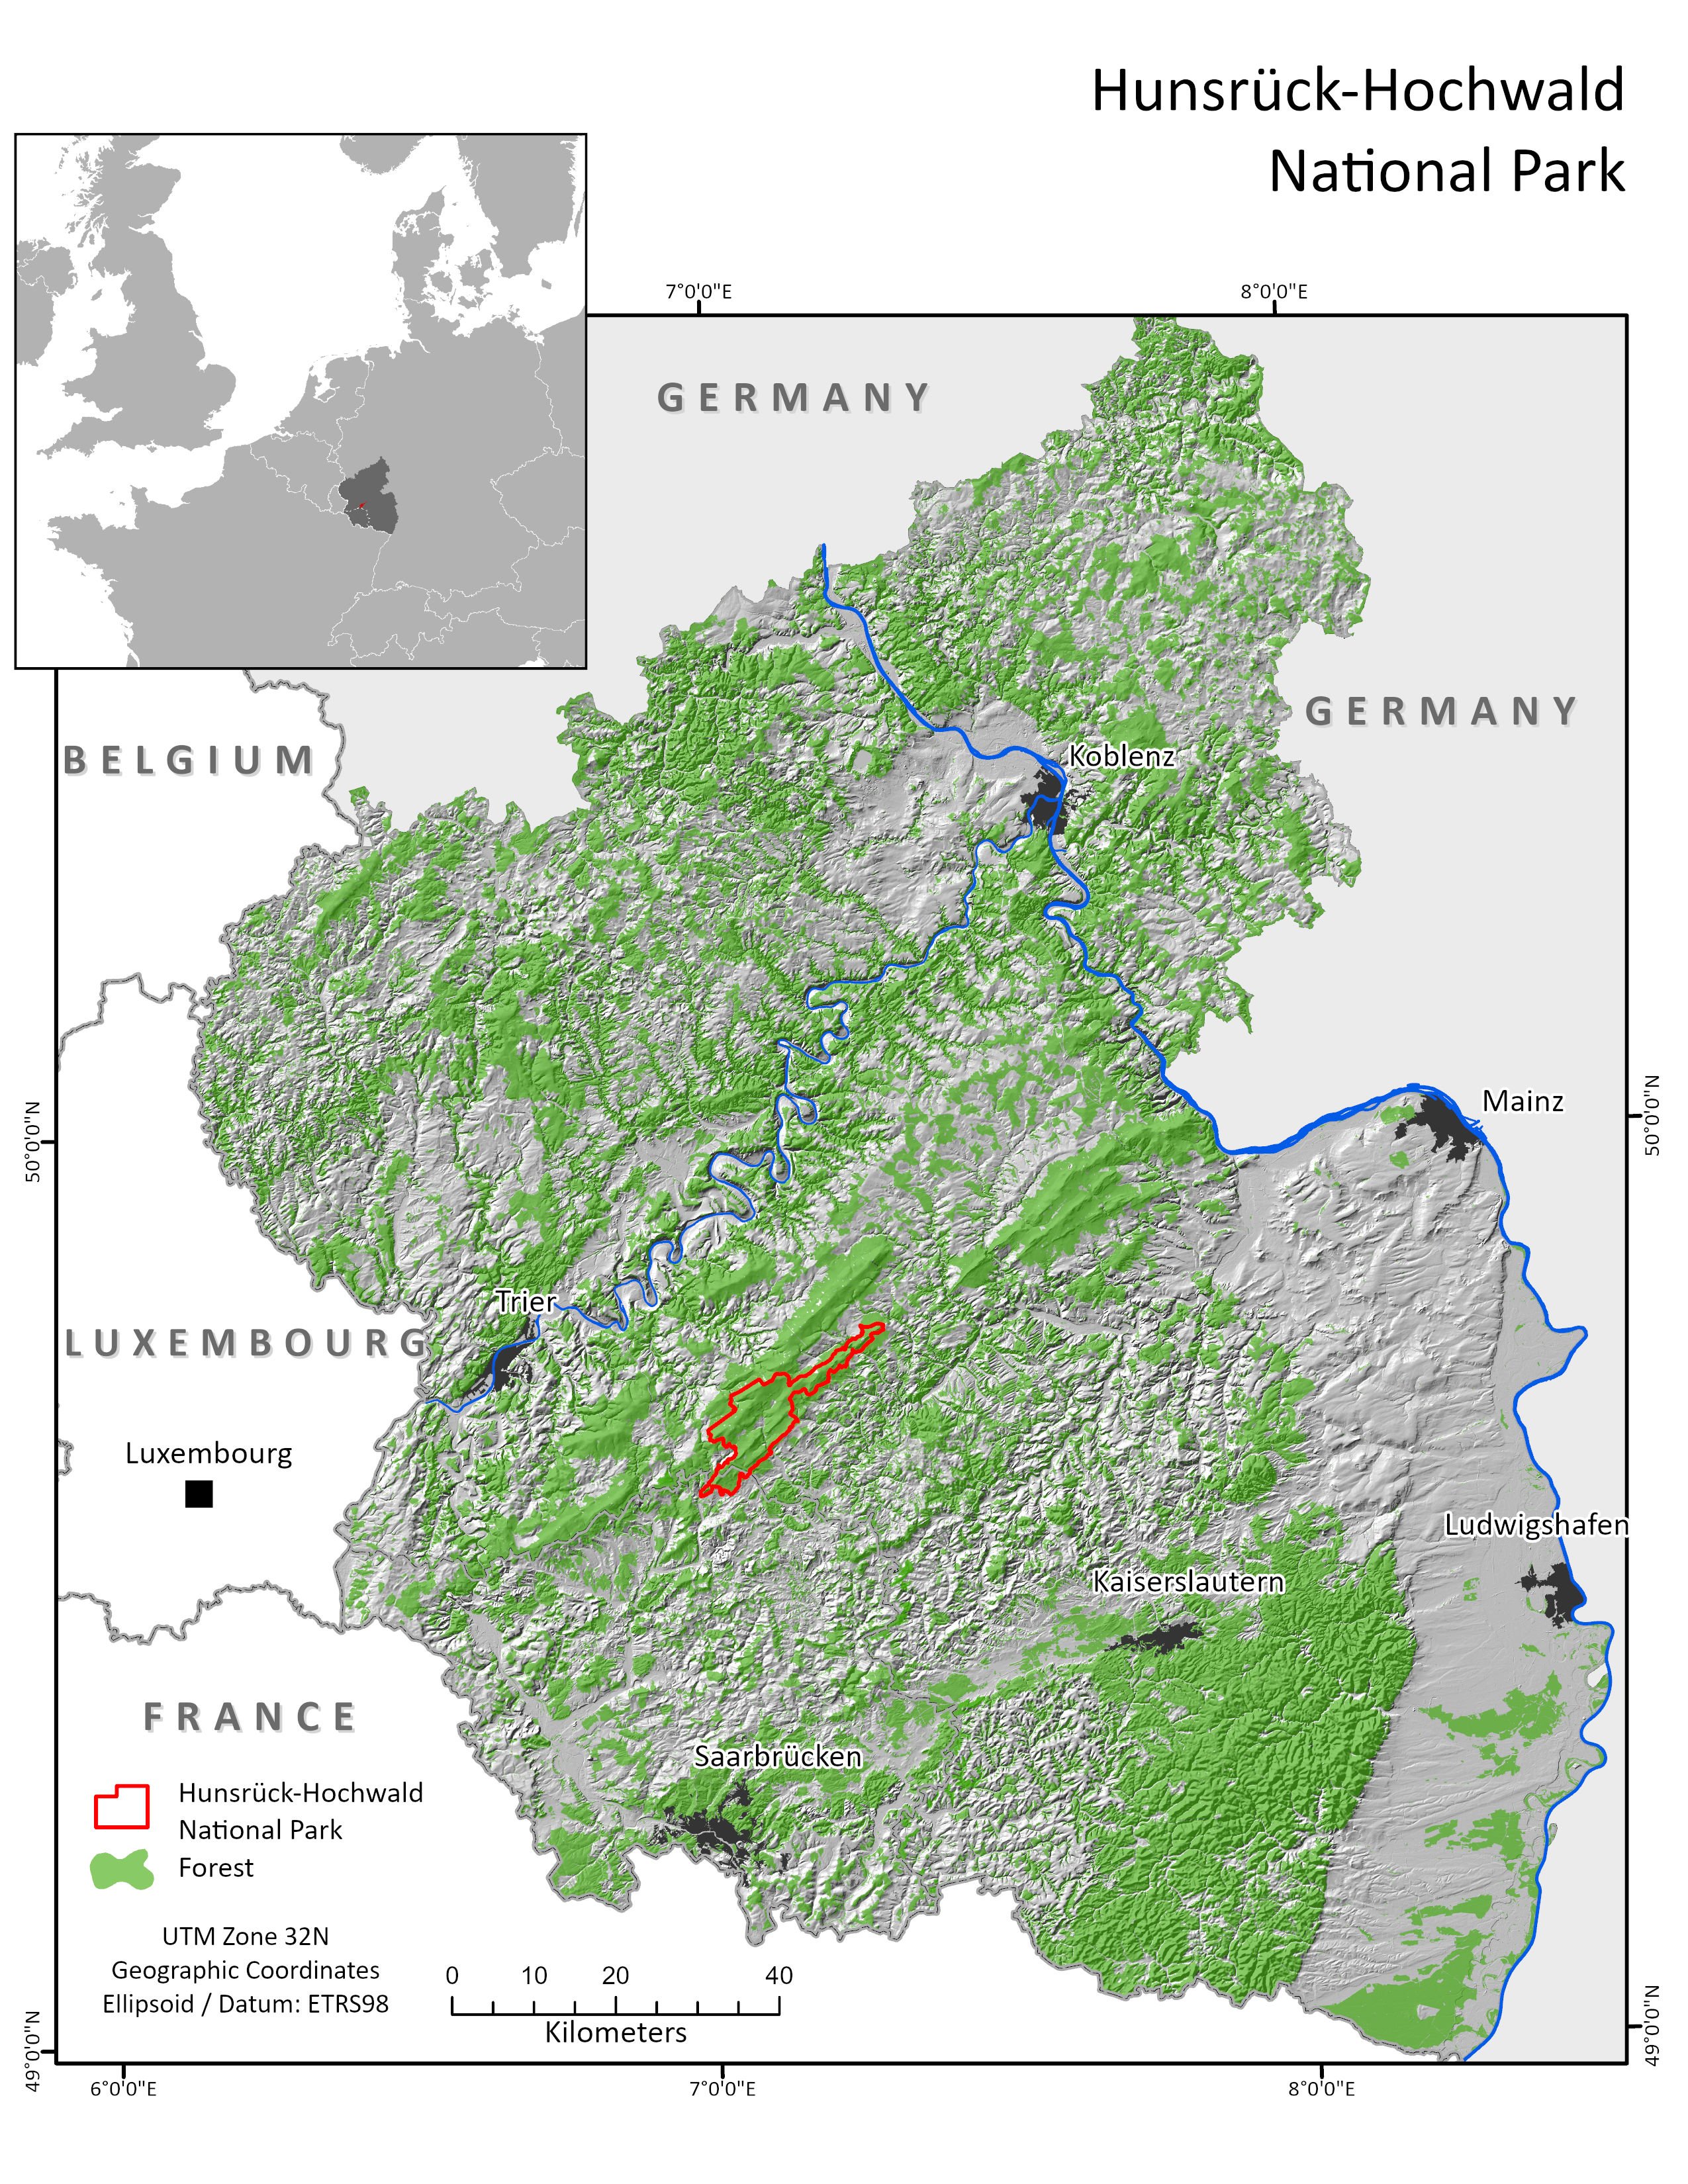 Hunsrück-Hochwald
National Park
7°0'0"E
8°0'0"E
GERMANY
GERMANY
BELGIUM
Koblenz
Mainz
50°0'0"N
50°0'0"N
Trier
LUXEMBOURG
Luxembourg
Ludwigshafen
Kaiserslautern
FRANCE
Saarbrücken
Hunsrück-Hochwald
National Park
Forest
UTM Zone 32N
Geographic Coordinates
Ellipsoid / Datum: ETRS98
0 10 20 40
Kilometers
49°0'0"N
49°0'0"N
6°0'0"E
7°0'0"E
8°0'0"E